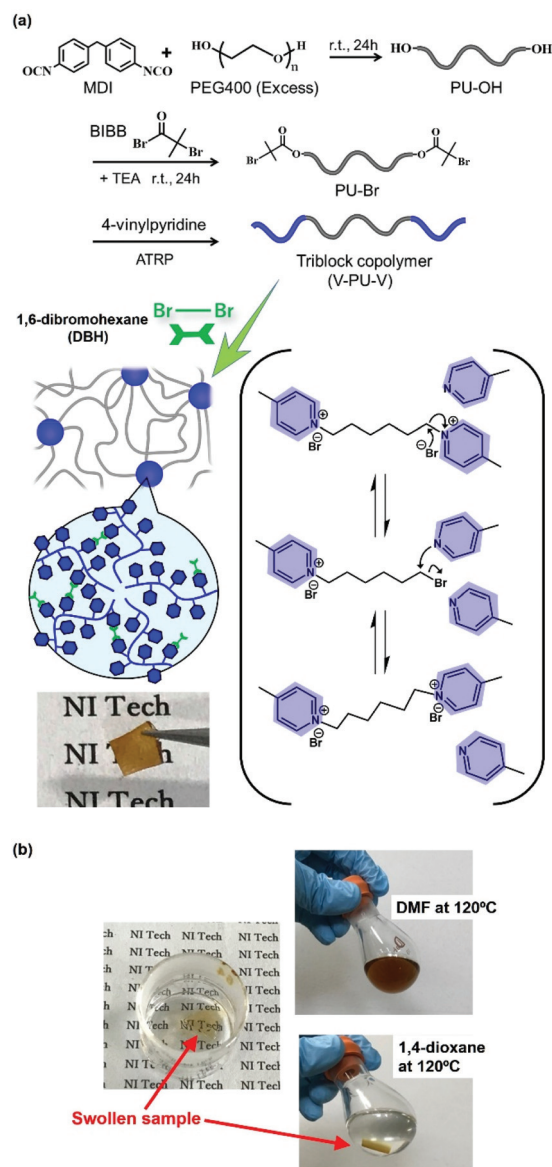 (a)
OCN
NCO
MDI
+
HO
O
H
n
PEG400 (Excess)
r.t., 24h
HO
OH
PU-OH
BIBB
O
Br
Br
+ TEA r.t., 24h
Br
O
O
O
O
Br
PU-Br
4-vinylpyridine
ATRP
Triblock copolymer
(V-PU-V)
1,6-dibromohexane
(DBH)
Br
Br
N
+
Br
−
Br
−
N
+
N
N
+
Br
−
Br
N
N
N
+
Br
−
N
+
Br
−
N
NI Tech
NI Tech
NI Tech
(b)
DMF at 120ºC
NI Tech NI Tech NI Tech NI Tech
1,4-dioxane
at 120ºC
Swollen sample